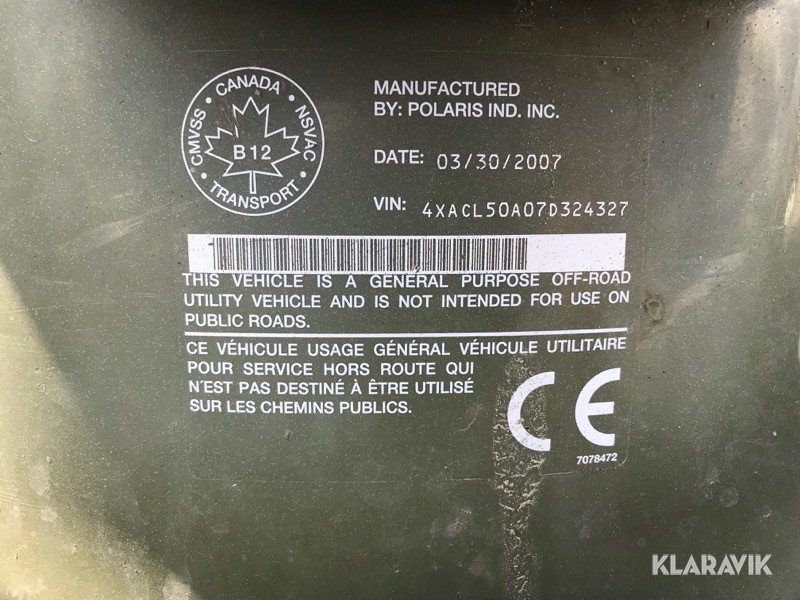 CANADA
CMVSS · NSVAC
B 12
TRANSPORT
MANUFACTURED
BY: POLARIS IND. INC.
DATE: 03/30/2007
VIN: 4XACL50A07D324327
THIS VEHICLE IS A GENERAL PURPOSE OFF-ROAD
UTILITY VEHICLE AND IS NOT INTENDED FOR USE ON
PUBLIC ROADS.
CE VÉHICULE USAGE GÉNÉRAL VÉHICULE UTILITAIRE
POUR SERVICE HORS ROUTE QUI
N'EST PAS DESTINÉ À ÊTRE UTILISÉ
SUR LES CHEMINS PUBLICS.
CE
7078472
KLARAVIK